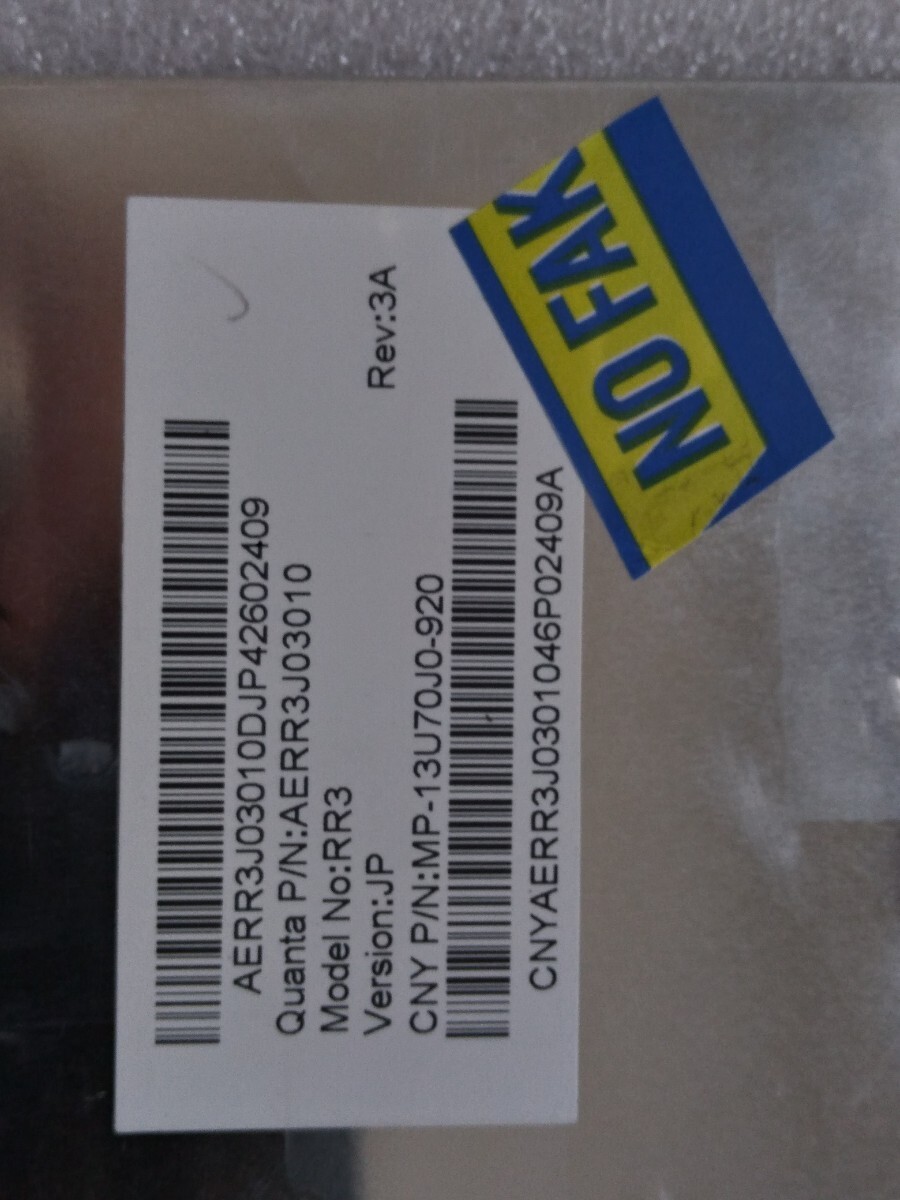 AERR3J03010DJP42602409
Quanta P/N:AERR3J03010
Model No:RR3
Version:JP
Rev:3A
CNY P/N:MP-13U70J0-920
CNYAERR3J0301046P02409A
NO FAK